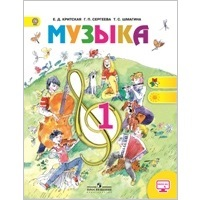 Е. Д. КРИТСКАЯ Г. П. СЕРГЕЕВА Т. С. ШМАГИНА
МУЗЫКА
1